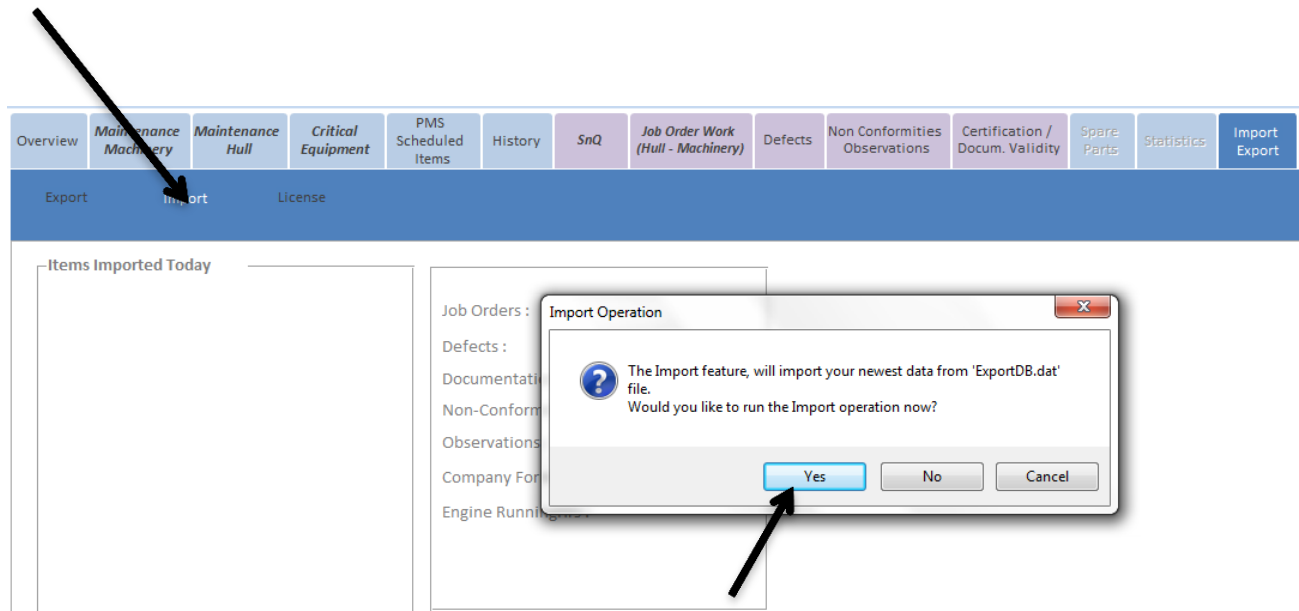 Overview
Maintenance
Machinery
Maintenance
Hull
Critical
Equipment
PMS
Scheduled
Items
History
SnQ
Job Order Work
(Hull - Machinery)
Defects
Non Conformities
Observations
Certification /
Docum. Validity
Spare
Parts
Statistics
Import
Export
Export
Import
License
Items Imported Today
Job Orders :
Defects :
Import Operation
The Import feature, will import your newest data from 'ExportDB.dat'
file.
Would you like to run the Import operation now?
Yes
No
Cancel
Observations
Company
Engine